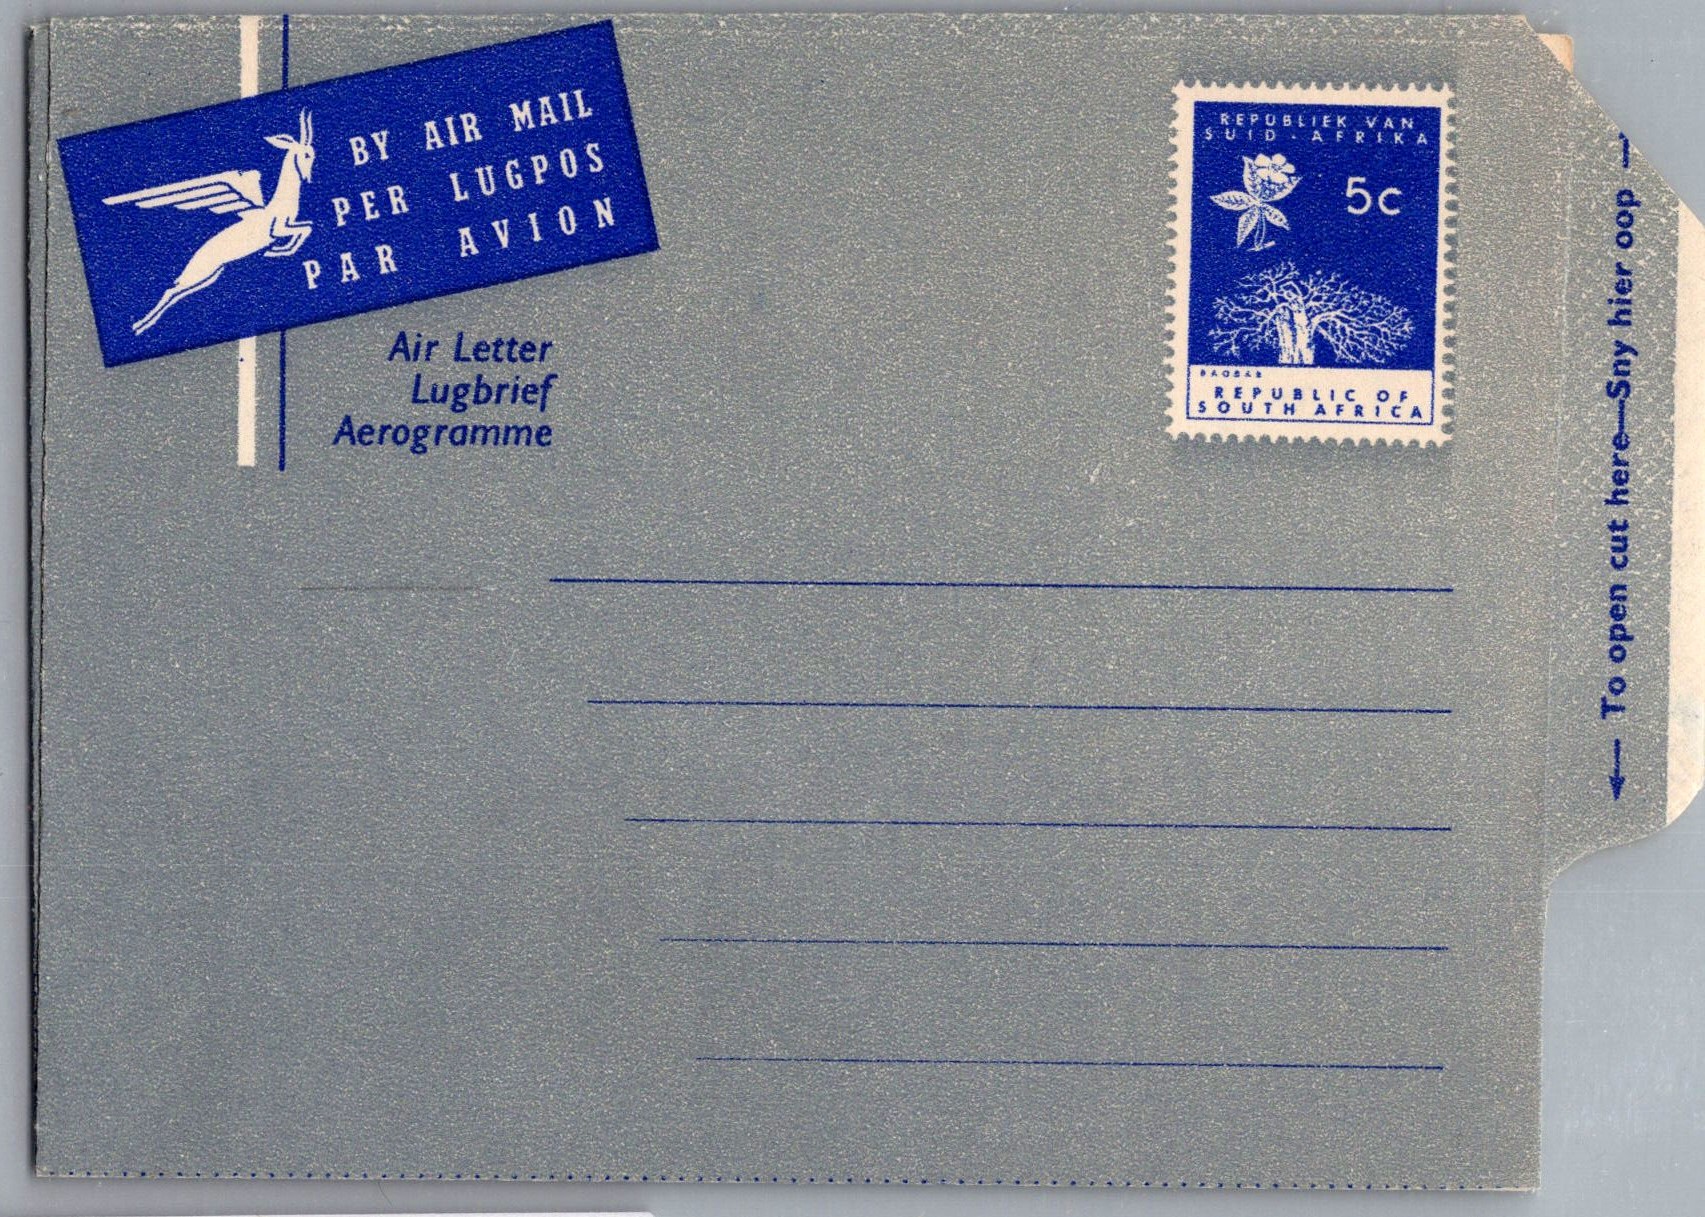 BY AIR MAIL
PER LUGPOS
PAR AVION
Air Letter
Lugbrief
Aerogramme
REPUBLIEK VAN
SUID-AFRIKA
5c
BAOBAB
REPUBLIC OF
SOUTH AFRICA
← To open cut here—Sny hier oop →